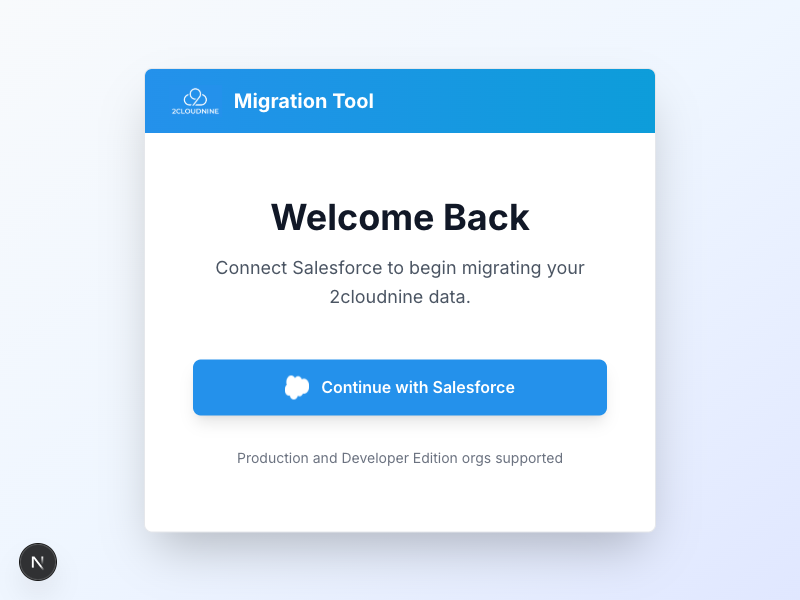 2CLOUDNINE
Migration Tool
Welcome Back
Connect Salesforce to begin migrating your
2cloudnine data.
Continue with Salesforce
Production and Developer Edition orgs supported
N